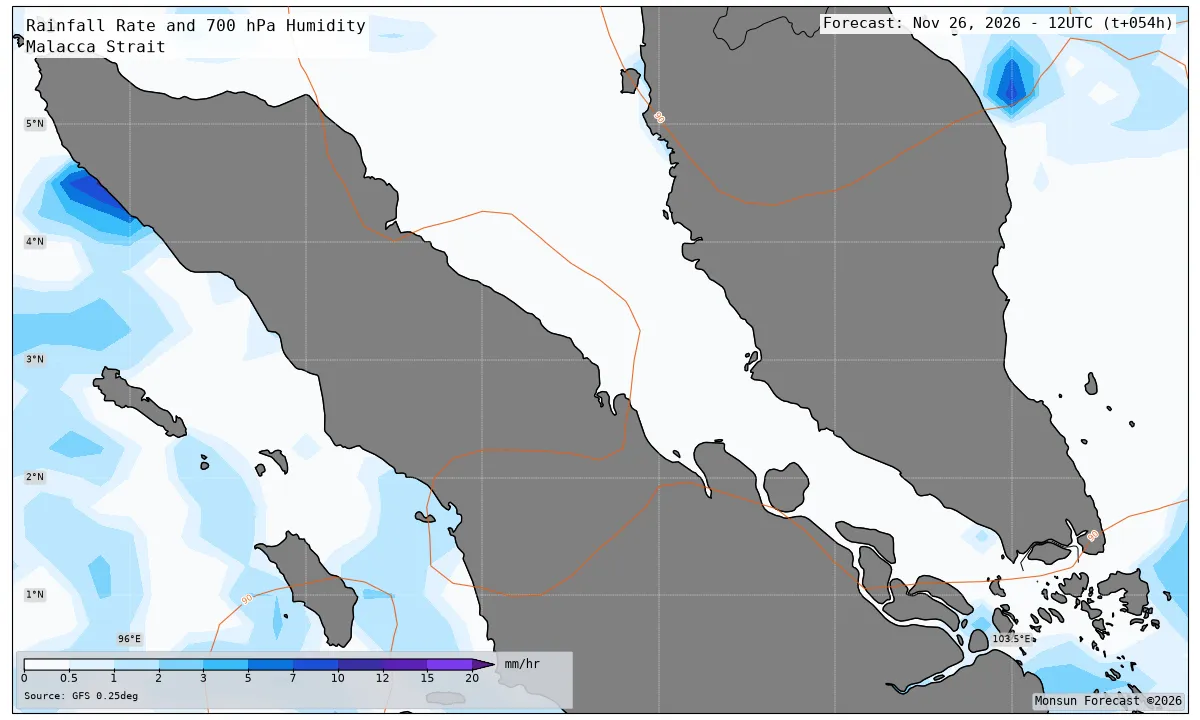 Rainfall Rate and 700 hPa Humidity
Malacca Strait
Forecast: Nov 26, 2026 - 12UTC (t+054h)
90
5°N
4°N
3°N
2°N
90
1°N
90
96°E
103.5°E
0 0.5 1 2 3 5 7 10 12 15 20 mm/hr
Source: GFS 0.25deg
Monsun Forecast ©2026